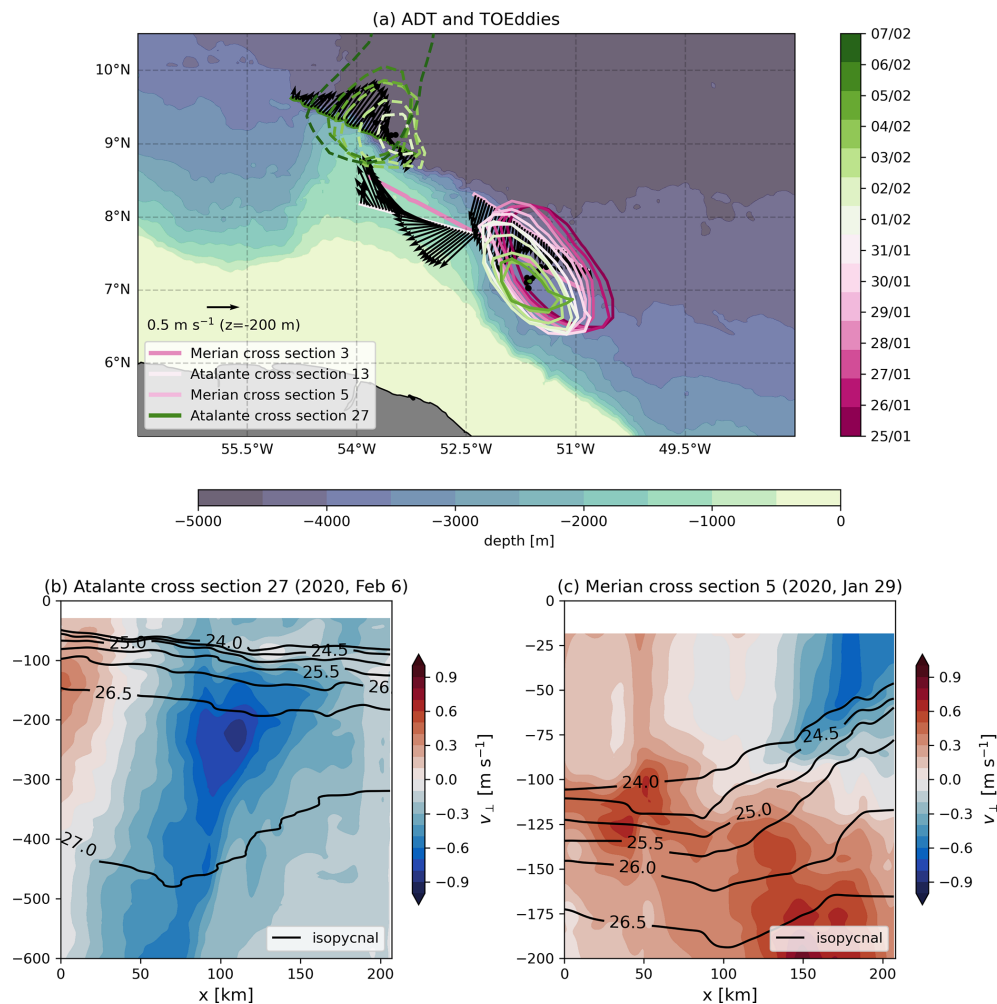 (a) ADT and TOEddies
10°N
9°N
8°N
7°N
6°N
0.5 m s⁻¹ (z=-200 m)
Merian cross section 3
Atalante cross section 13
Merian cross section 5
Atalante cross section 27
55.5°W 54°W 52.5°W 51°W 49.5°W
07/02
06/02
05/02
04/02
03/02
02/02
01/02
31/01
30/01
29/01
28/01
27/01
26/01
25/01
−5000 −4000 −3000 −2000 −1000 0
depth [m]
(b) Atalante cross section 27 (2020, Feb 6)
0
−100
−200
−300
−400
−500
−600
25.0 24.0 24.5
25.5
26.5 26.
27.0
isopycnal
0 50 100 150 200
x [km]
0.9
0.6
0.3
0.0
−0.3
−0.6
−0.9
v⊥ [m s⁻¹]
(c) Merian cross section 5 (2020, Jan 29)
0
−25
−50
−75
−100
−125
−150
−175
−200
24.5
24.0
25.0
25.5
26.0
26.5
isopycnal
0 50 100 150 200
x [km]
0.9
0.6
0.3
0.0
−0.3
−0.6
−0.9
v⊥ [m s⁻¹]